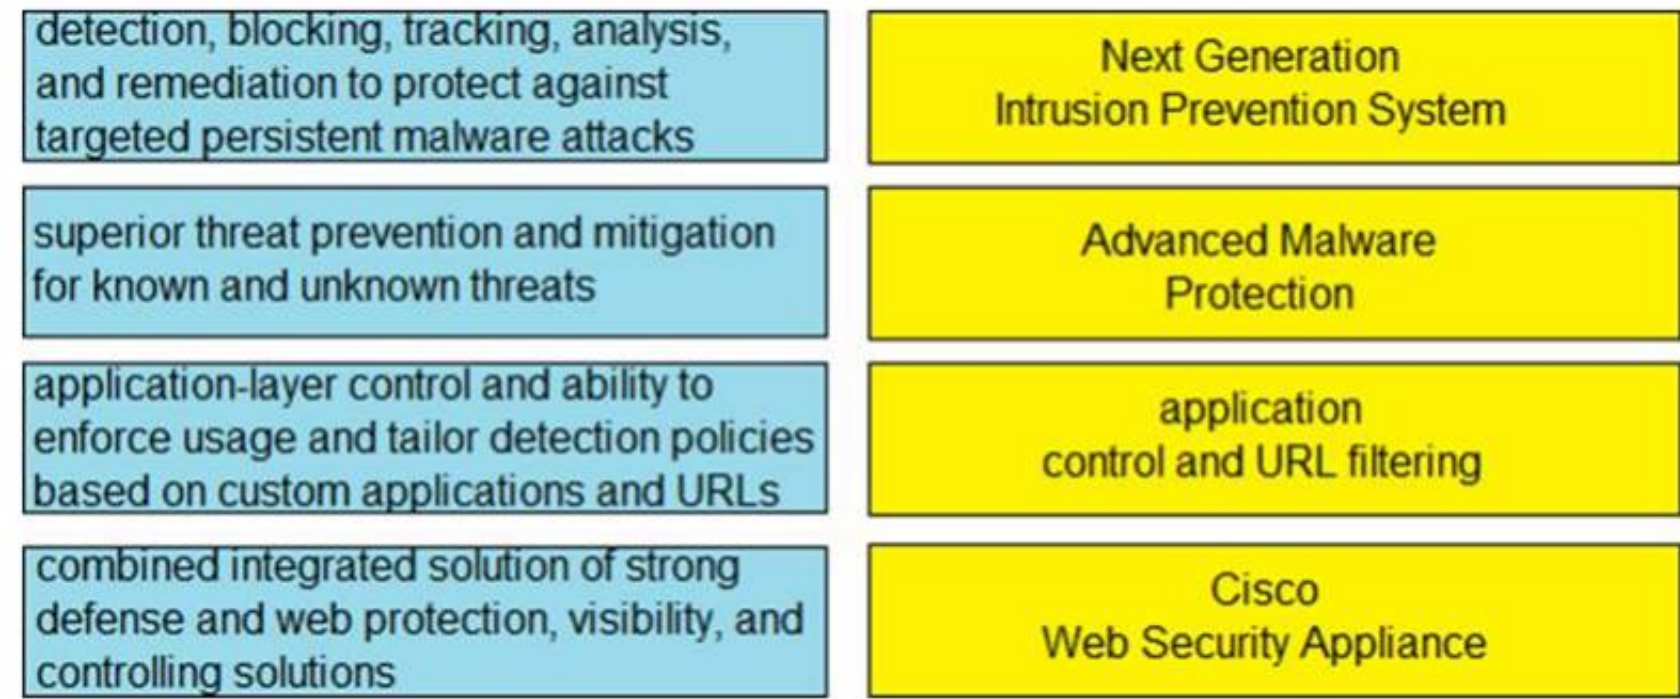 detection, blocking, tracking, analysis,
and remediation to protect against
targeted persistent malware attacks
Next Generation
Intrusion Prevention System
superior threat prevention and mitigation
for known and unknown threats
Advanced Malware
Protection
application-layer control and ability to
enforce usage and tailor detection policies
based on custom applications and URLs
application
control and URL filtering
combined integrated solution of strong
defense and web protection, visibility, and
controlling solutions
Cisco
Web Security Appliance